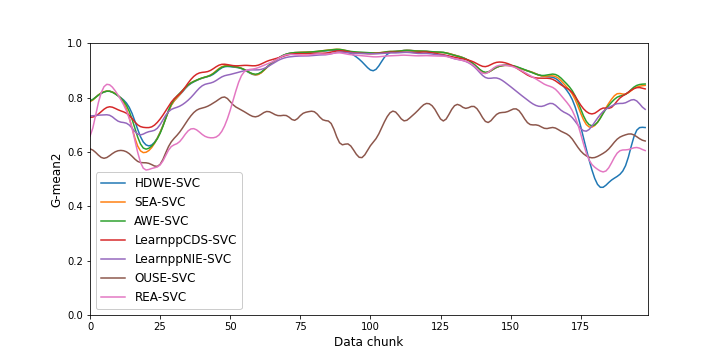 1.0
0.8
0.6
0.4
0.2
0.0
G-mean2
HDWE-SVC
SEA-SVC
AWE-SVC
LearnppCDS-SVC
LearnppNIE-SVC
OUSE-SVC
REA-SVC
0 25 50 75 100 125 150 175
Data chunk